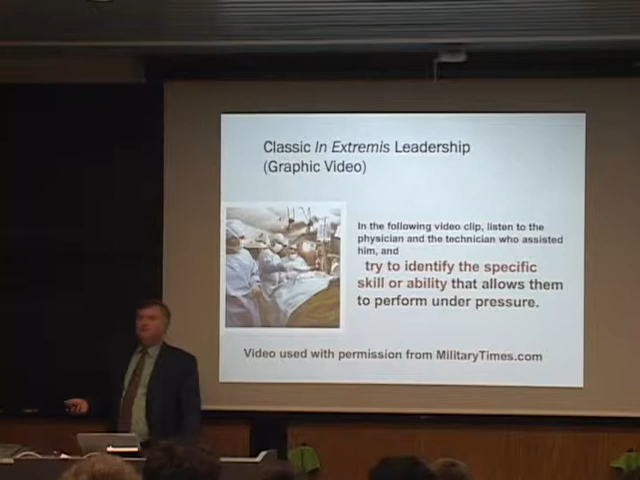 Classic In Extremis Leadership
(Graphic Video)
In the following video clip, listen to the
physician and the technician who assisted
him, and
try to identify the specific
skill or ability that allows them
to perform under pressure.
Video used with permission from MilitaryTimes.com